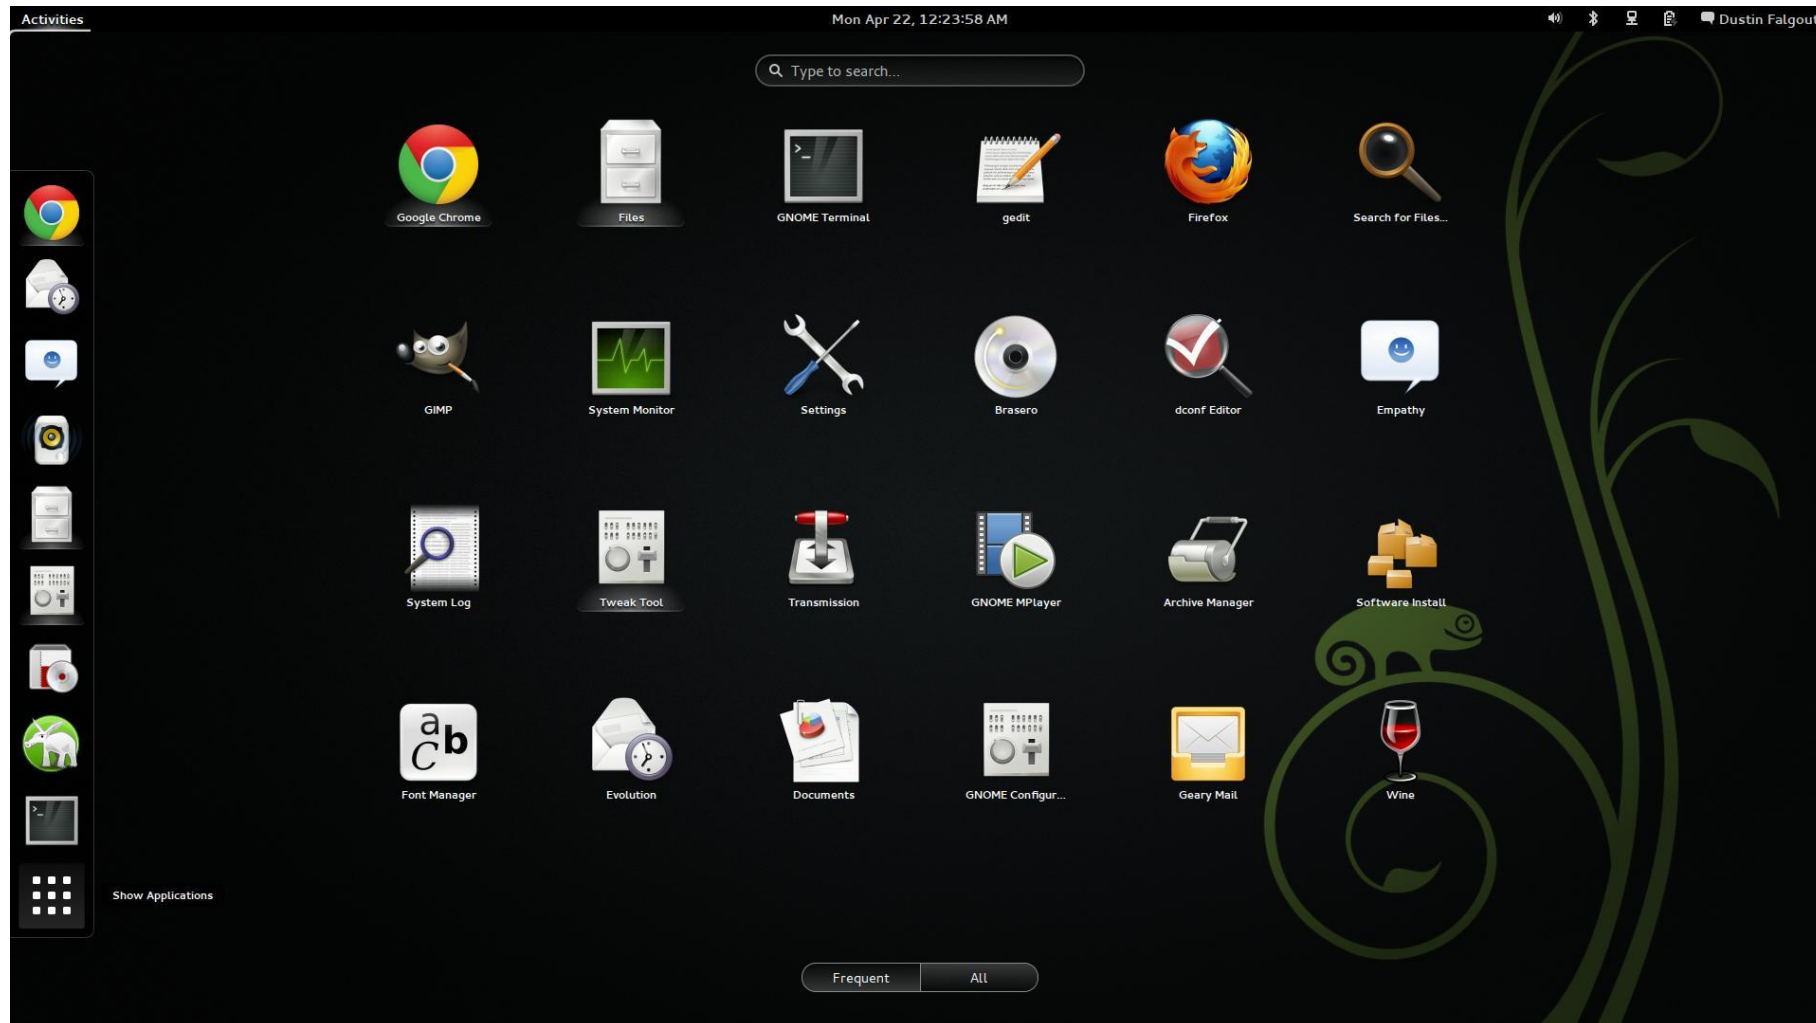 Activities
Mon Apr 22, 12:23:58 AM
Dustin Falgout
Type to search...
Google Chrome
Files
GNOME Terminal
gedit
Firefox
Search for Files...
GIMP
System Monitor
Settings
Brasero
dconf Editor
Empathy
System Log
Tweak Tool
Transmission
GNOME MPlayer
Archive Manager
Software Install
Font Manager
Evolution
Documents
GNOME Configur...
Geary Mail
Wine
Show Applications
Frequent
All